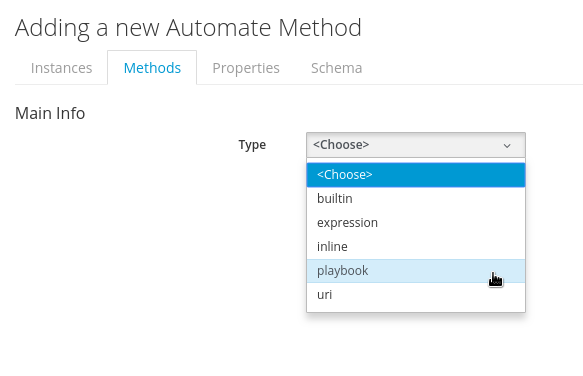 Adding a new Automate Method
Instances Methods Properties Schema
Main Info
Type <Choose>
<Choose>
builtin
expression
inline
playbook
uri